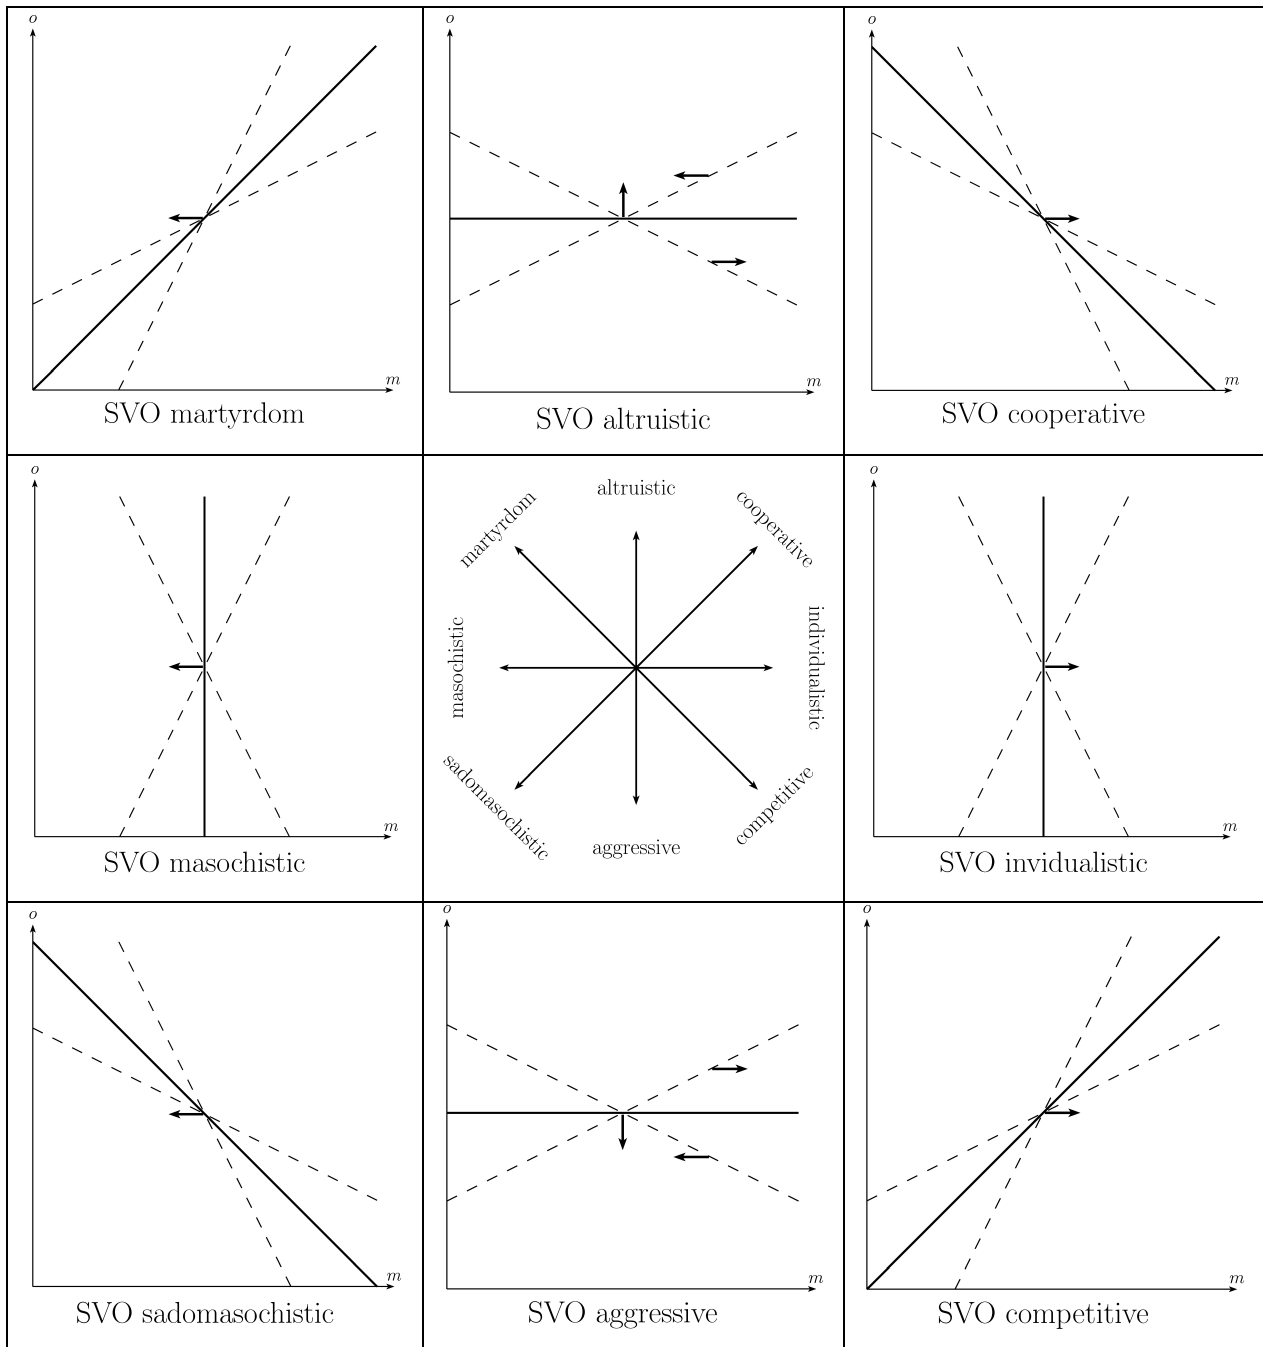 o
m
SVO martyrdom
o
m
SVO altruistic
o
m
SVO cooperative
o
m
SVO masochistic
altruistic
martyrdom
cooperative
masochistic
individualistic
sadomasochistic
competitive
aggressive
o
m
SVO invidualistic
o
m
SVO sadomasochistic
o
m
SVO aggressive
o
m
SVO competitive